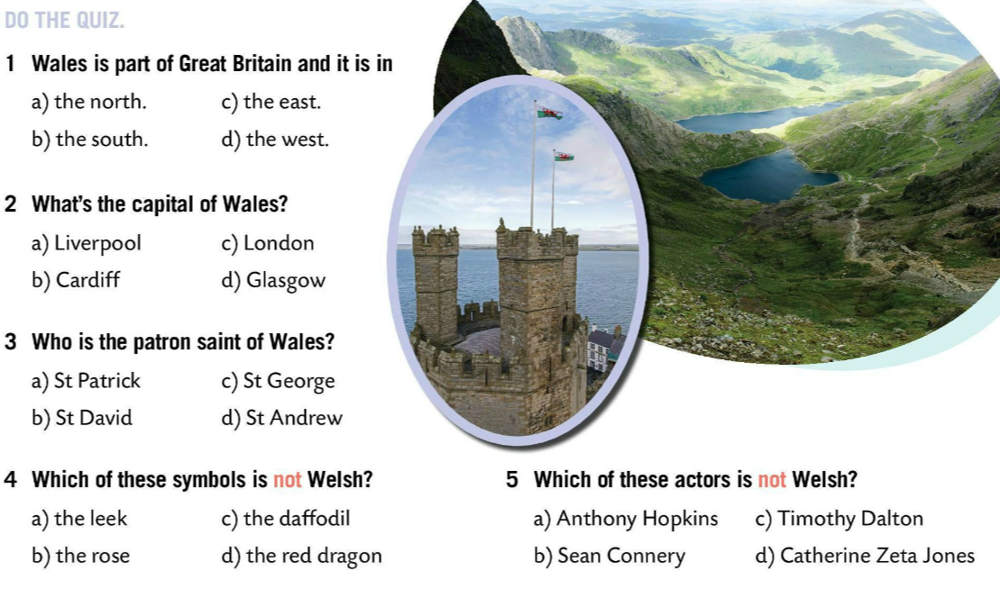 DO THE QUIZ.
1 Wales is part of Great Britain and it is in
a) the north. c) the east.
b) the south. d) the west.
2 What's the capital of Wales?
a) Liverpool c) London
b) Cardiff d) Glasgow
3 Who is the patron saint of Wales?
a) St Patrick c) St George
b) St David d) St Andrew
4 Which of these symbols is not Welsh?
a) the leek c) the daffodil
b) the rose d) the red dragon
5 Which of these actors is not Welsh?
a) Anthony Hopkins c) Timothy Dalton
b) Sean Connery d) Catherine Zeta Jones